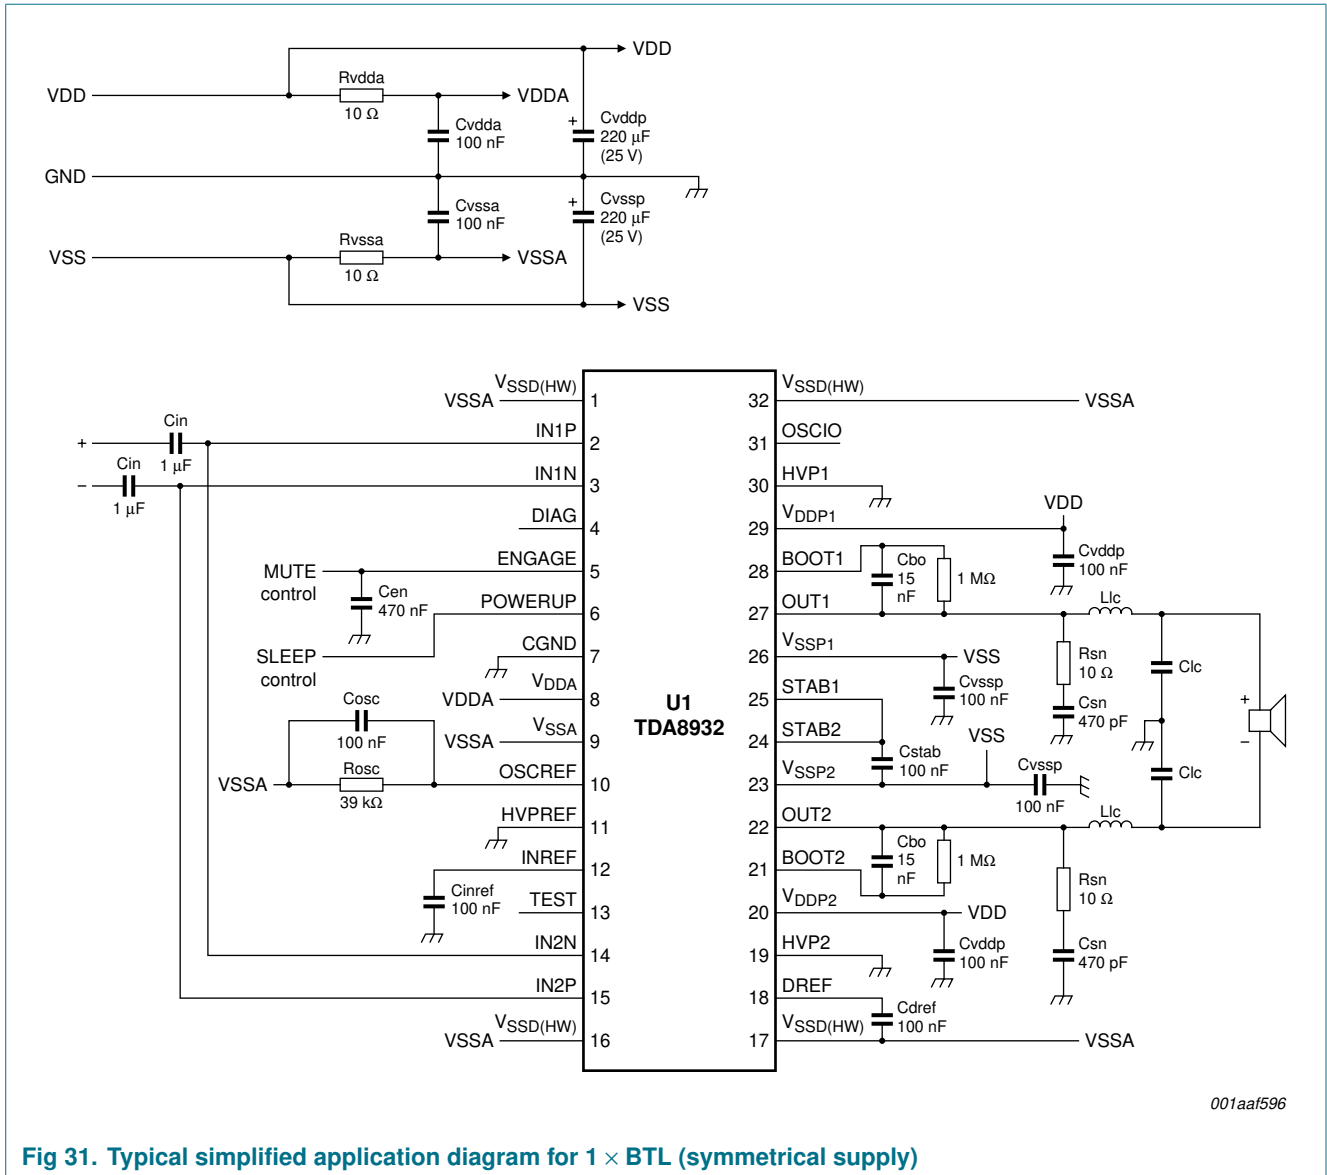 VDD
VDD
Rvdda
10 Ω
VDDA
Cvdda
100 nF
Cvddp
220 μF
(25 V)
+
GND
Cvssa
100 nF
+
Cvssp
220 μF
(25 V)
Rvssa
10 Ω
VSS
VSSA
VSS
U1
TDA8932
VSSA
VSSD(HW)
1
+
Cin
1 μF
IN1P
2
−
Cin
1 μF
IN1N
3
DIAG
4
MUTE
control
Cen
470 nF
ENGAGE
5
SLEEP
control
POWERUP
6
CGND
7
VDDA
VDDA
8
VSSA
VSSA
9
Cosc
100 nF
VSSA
Rosc
39 kΩ
OSCREF
10
HVPREF
11
Cinref
100 nF
INREF
12
TEST
13
IN2N
14
IN2P
15
VSSA
VSSD(HW)
16
32
VSSD(HW)
VSSA
31
OSCIO
30
HVP1
29
VDDP1
VDD
Cvddp
100 nF
28
BOOT1
Cbo
15
nF
1 MΩ
27
OUT1
Llc
Rsn
10 Ω
Csn
470 pF
Clc
26
VSSP1
VSS
Cvssp
100 nF
25
STAB1
24
STAB2
Cstab
100 nF
+
−
23
VSSP2
VSS
Cvssp
100 nF
Clc
22
OUT2
Llc
Cbo
15
nF
1 MΩ
21
BOOT2
Rsn
10 Ω
Csn
470 pF
20
VDDP2
VDD
Cvddp
100 nF
19
HVP2
18
DREF
Cdref
100 nF
17
VSSD(HW)
VSSA
001aaf596
Fig 31. Typical simplified application diagram for 1 × BTL (symmetrical supply)